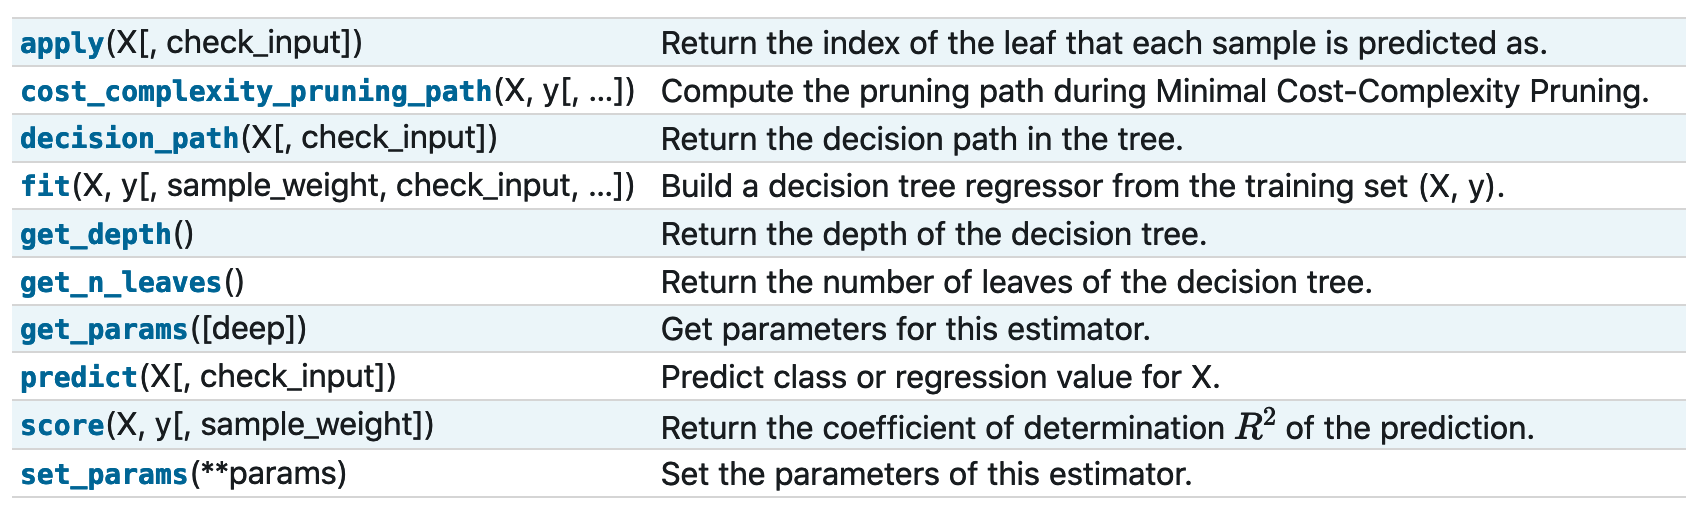 apply(X[, check_input]) Return the index of the leaf that each sample is predicted as.
cost_complexity_pruning_path(X, y[, ...]) Compute the pruning path during Minimal Cost-Complexity Pruning.
decision_path(X[, check_input]) Return the decision path in the tree.
fit(X, y[, sample_weight, check_input, ...]) Build a decision tree regressor from the training set (X, y).
get_depth() Return the depth of the decision tree.
get_n_leaves() Return the number of leaves of the decision tree.
get_params([deep]) Get parameters for this estimator.
predict(X[, check_input]) Predict class or regression value for X.
score(X, y[, sample_weight]) Return the coefficient of determination R² of the prediction.
set_params(**params) Set the parameters of this estimator.